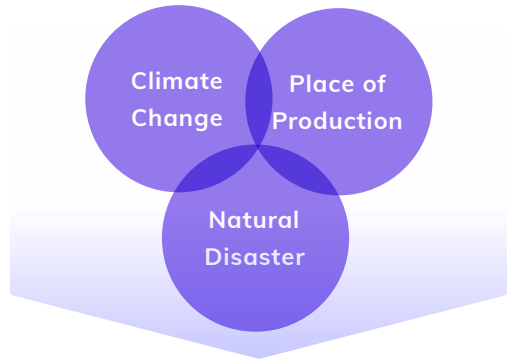 Climate
Change
Place of
Production
Natural
Disaster